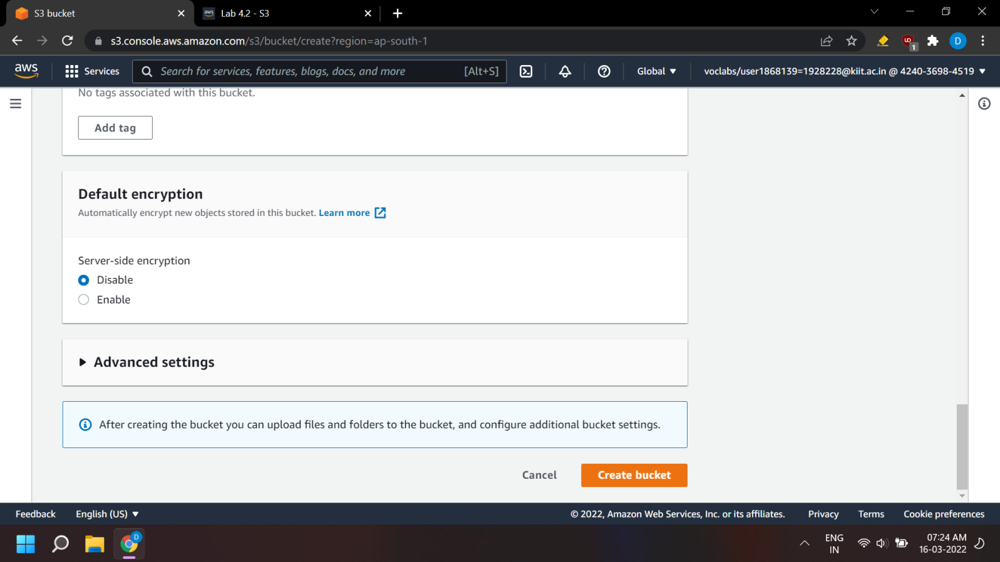 S3 bucket
aws Lab 4.2 - S3
s3.console.aws.amazon.com/s3/bucket/create?region=ap-south-1
1
D
aws
Services
Search for services, features, blogs, docs, and more [Alt+S]
Global
voclabs/user1868139=1928228@kiit.ac.in @ 4240-3698-4519
No tags associated with this bucket.
Add tag
Default encryption
Automatically encrypt new objects stored in this bucket. Learn more
Server-side encryption
Disable
Enable
Advanced settings
After creating the bucket you can upload files and folders to the bucket, and configure additional bucket settings.
Cancel
Create bucket
Feedback
English (US)
© 2022, Amazon Web Services, Inc. or its affiliates.
Privacy
Terms
Cookie preferences
D
ENG
IN
07:24 AM
16-03-2022